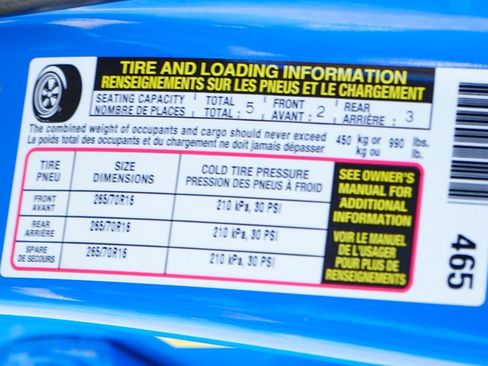 TIRE AND LOADING INFORMATION
RENSEIGNEMENTS SUR LES PNEUS ET LE CHARGEMENT
SEATING CAPACITY TOTAL FRONT REAR
NOMBRE DE PLACES TOTAL : 5 AVANT : 2 ARRIÈRE : 3
The combined weight of occupants and cargo should never exceed 450 kg or 990 lbs.
Le poids total des occupants et du chargement ne doit jamais dépasser kg ou lb.
TIRE SIZE COLD TIRE PRESSURE
PNEU DIMENSIONS PRESSION DES PNEUS À FROID
FRONT
AVANT 265/70R16 210 kPa, 30 PSI
REAR
ARRIÈRE 265/70R16 210 kPa, 30 PSI
SPARE
DE SECOURS 265/70R16 210 kPa, 30 PSI
SEE OWNER'S
MANUAL FOR
ADDITIONAL
INFORMATION
VOIR LE MANUEL
DE L'USAGER
POUR PLUS DE
RENSEIGNEMENTS
465